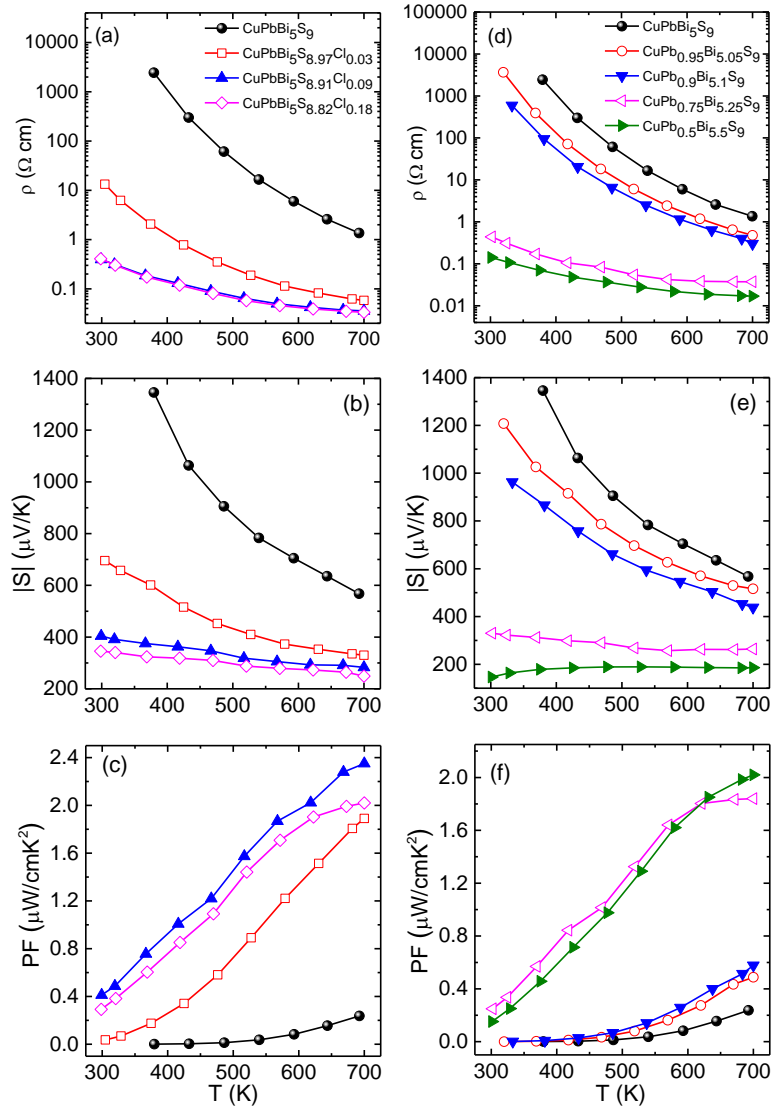 (a)
CuPbBi5S9
CuPbBi5S8.97Cl0.03
CuPbBi5S8.91Cl0.09
CuPbBi5S8.82Cl0.18
10000
1000
100
10
1
0.1
ρ (Ω cm)
300 400 500 600 700
(d)
CuPbBi5S9
CuPb0.95Bi5.05S9
CuPb0.9Bi5.1S9
CuPb0.75Bi5.25S9
CuPb0.5Bi5.5S9
100000
10000
1000
100
10
1
0.1
0.01
ρ (Ω cm)
300 400 500 600 700
(b)
1400
1200
1000
800
600
400
200
|S| (μV/K)
300 400 500 600 700
(e)
1400
1200
1000
800
600
400
200
|S| (μV/K)
300 400 500 600 700
(c)
2.4
2.0
1.6
1.2
0.8
0.4
0.0
PF (μW/cmK²)
300 400 500 600 700
T (K)
(f)
2.0
1.6
1.2
0.8
0.4
0.0
PF (μW/cmK²)
300 400 500 600 700
T (K)